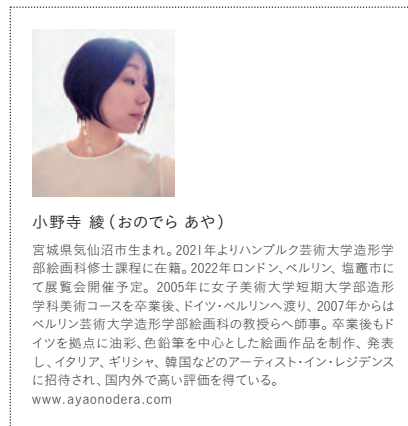 小野寺 綾（おのでら あや）
宮城県気仙沼市生まれ。2021年よりハンブルク芸術大学造形学
部絵画科修士課程に在籍。2022年ロンドン、ベルリン、塩竈市に
て展覧会開催予定。2005年に女子美術大学短期大学部造形
学科美術コースを卒業後、ドイツ・ベルリンへ渡り、2007年からは
ベルリン芸術大学造形学部絵画科の教授らへ師事。卒業後もド
イツを拠点に油彩、色鉛筆を中心とした絵画作品を制作、発表
し、イタリア、ギリシャ、韓国などのアーティスト・イン・レジデンス
に招待され、国内外で高い評価を得ている。
www.ayaonodera.com